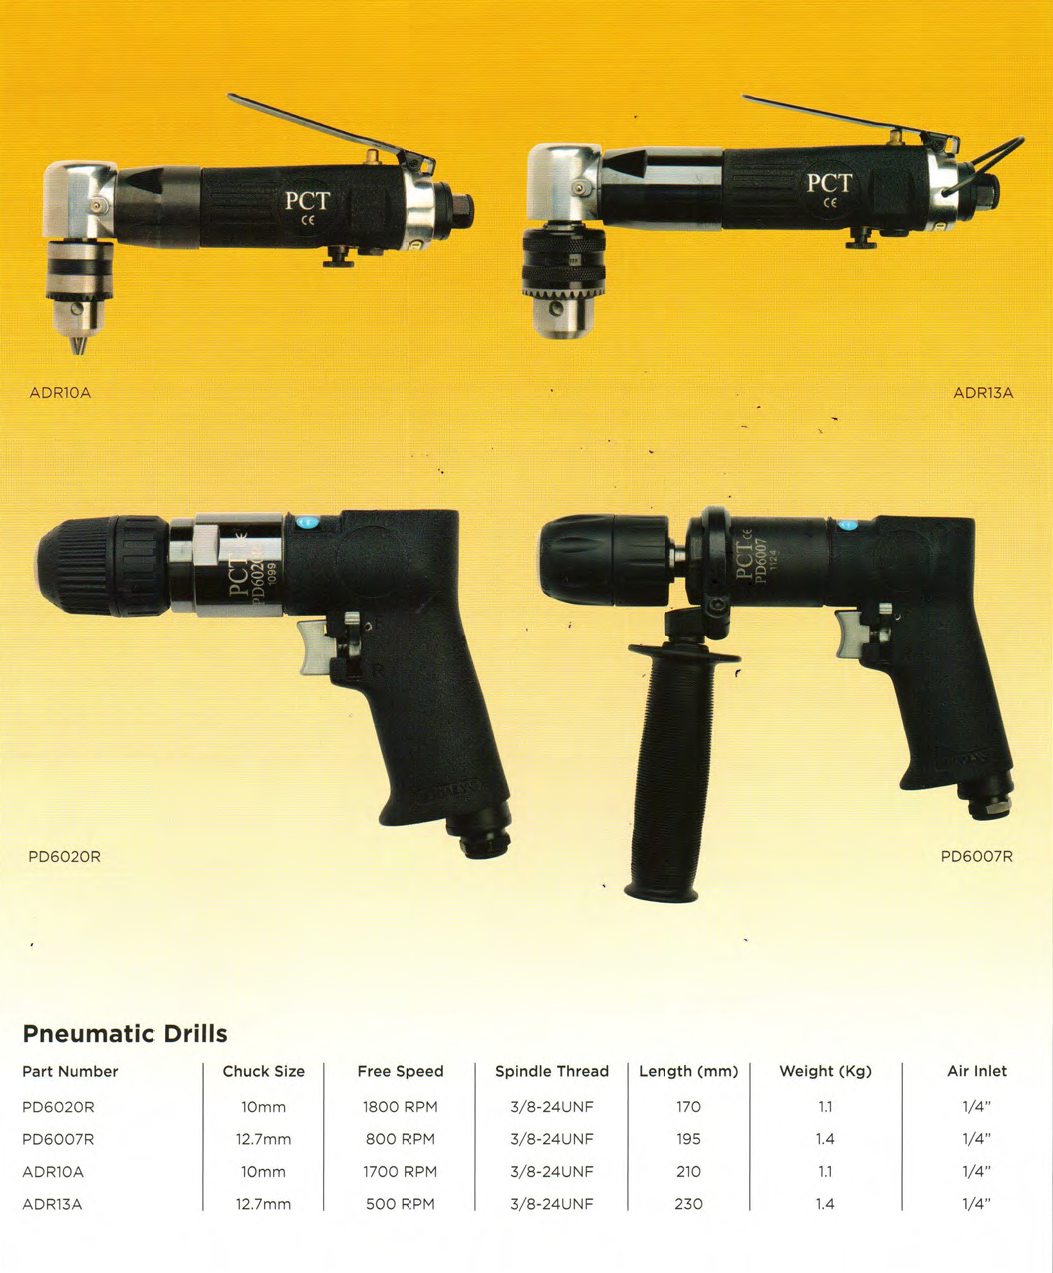 PCT
CE
PCT
CE
ADR10A
ADR13A
PCT CE
PD6020
1099
PCT CE
PD6007
1124
R
PD6020R
PD6007R
Pneumatic Drills
Part Number Chuck Size Free Speed Spindle Thread Length (mm) Weight (Kg) Air Inlet
PD6020R 10mm 1800 RPM 3/8-24UNF 170 1.1 1/4”
PD6007R 12.7mm 800 RPM 3/8-24UNF 195 1.4 1/4”
ADR10A 10mm 1700 RPM 3/8-24UNF 210 1.1 1/4”
ADR13A 12.7mm 500 RPM 3/8-24UNF 230 1.4 1/4”